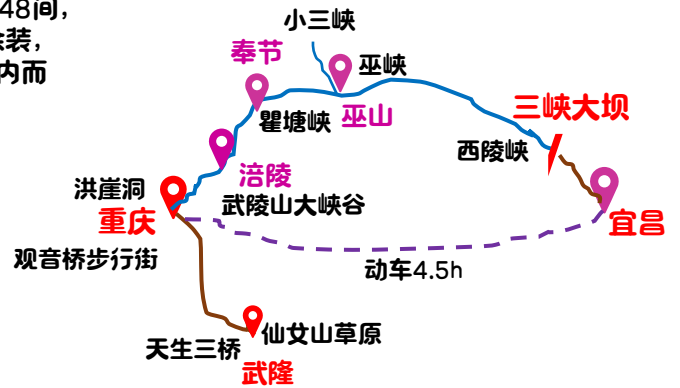 48间，
装，
内而
小三峡
奉节
巫峡
瞿塘峡
巫山
三峡大坝
西陵峡
涪陵
武陵山大峡谷
洪崖洞
重庆
宜昌
观音桥步行街
动车4.5h
仙女山草原
天生三桥
武隆